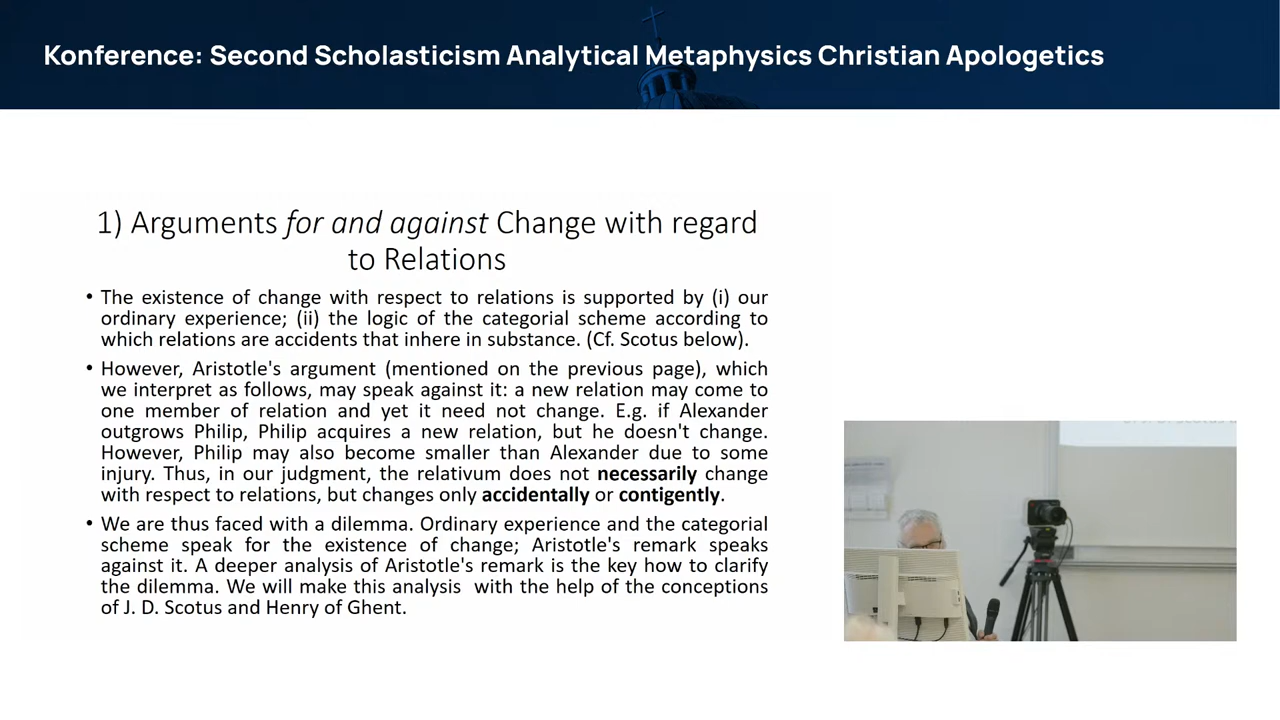 Konference: Second Scholasticism Analytical Metaphysics Christian Apologetics
1) Arguments for and against Change with regard
to Relations
• The existence of change with respect to relations is supported by (i) our
ordinary experience; (ii) the logic of the categorial scheme according to
which relations are accidents that inhere in substance. (Cf. Scotus below).
• However, Aristotle's argument (mentioned on the previous page), which
we interpret as follows, may speak against it: a new relation may come to
one member of relation and yet it need not change. E.g. if Alexander
outgrows Philip, Philip acquires a new relation, but he doesn't change.
However, Philip may also become smaller than Alexander due to some
injury. Thus, in our judgment, the relativum does not necessarily change
with respect to relations, but changes only accidentally or contigently.
• We are thus faced with a dilemma. Ordinary experience and the categorial
scheme speak for the existence of change; Aristotle's remark speaks
against it. A deeper analysis of Aristotle's remark is the key how to clarify
the dilemma. We will make this analysis with the help of the conceptions
of J. D. Scotus and Henry of Ghent.